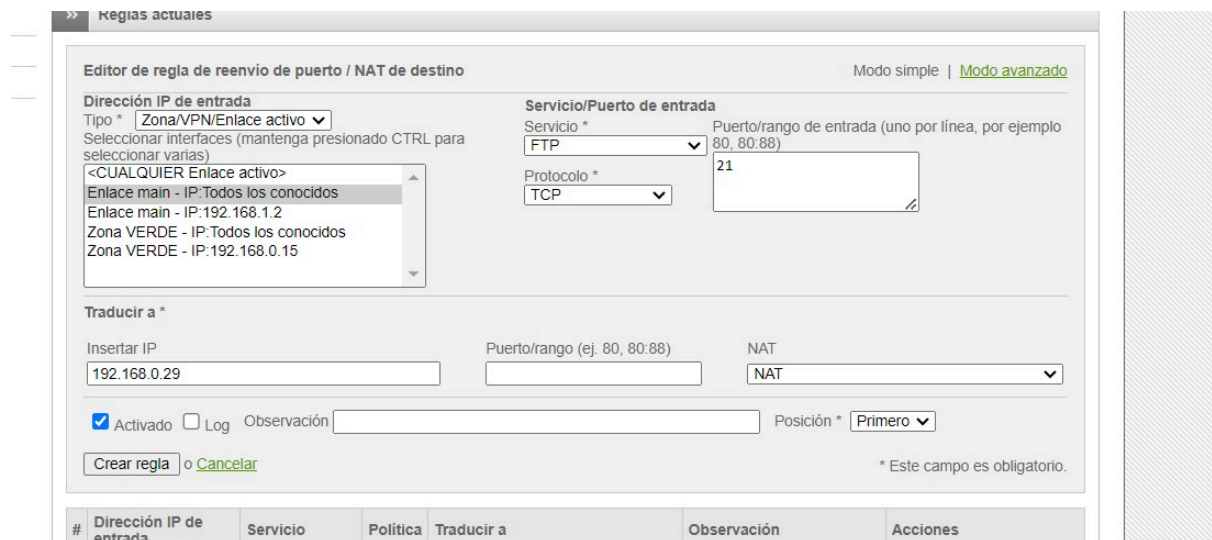 » Reglas actuales
Editor de regla de reenvío de puerto / NAT de destino
Modo simple | Modo avanzado
Dirección IP de entrada
Tipo * Zona/VPN/Enlace activo
Seleccionar interfaces (mantenga presionado CTRL para
seleccionar varias)
<CUALQUIER Enlace activo>
Enlace main - IP:Todos los conocidos
Enlace main - IP:192.168.1.2
Zona VERDE - IP:Todos los conocidos
Zona VERDE - IP:192.168.0.15
Servicio/Puerto de entrada
Servicio *
FTP
Protocolo *
TCP
Puerto/rango de entrada (uno por línea, por ejemplo
80, 80:88)
21
Traducir a *
Insertar IP
192.168.0.29
Puerto/rango (ej. 80, 80:88)
NAT
NAT
Activado Log Observación
Posición * Primero
Crear regla o Cancelar
* Este campo es obligatorio.
# Dirección IP de
entrada
Servicio
Política
Traducir a
Observación
Acciones